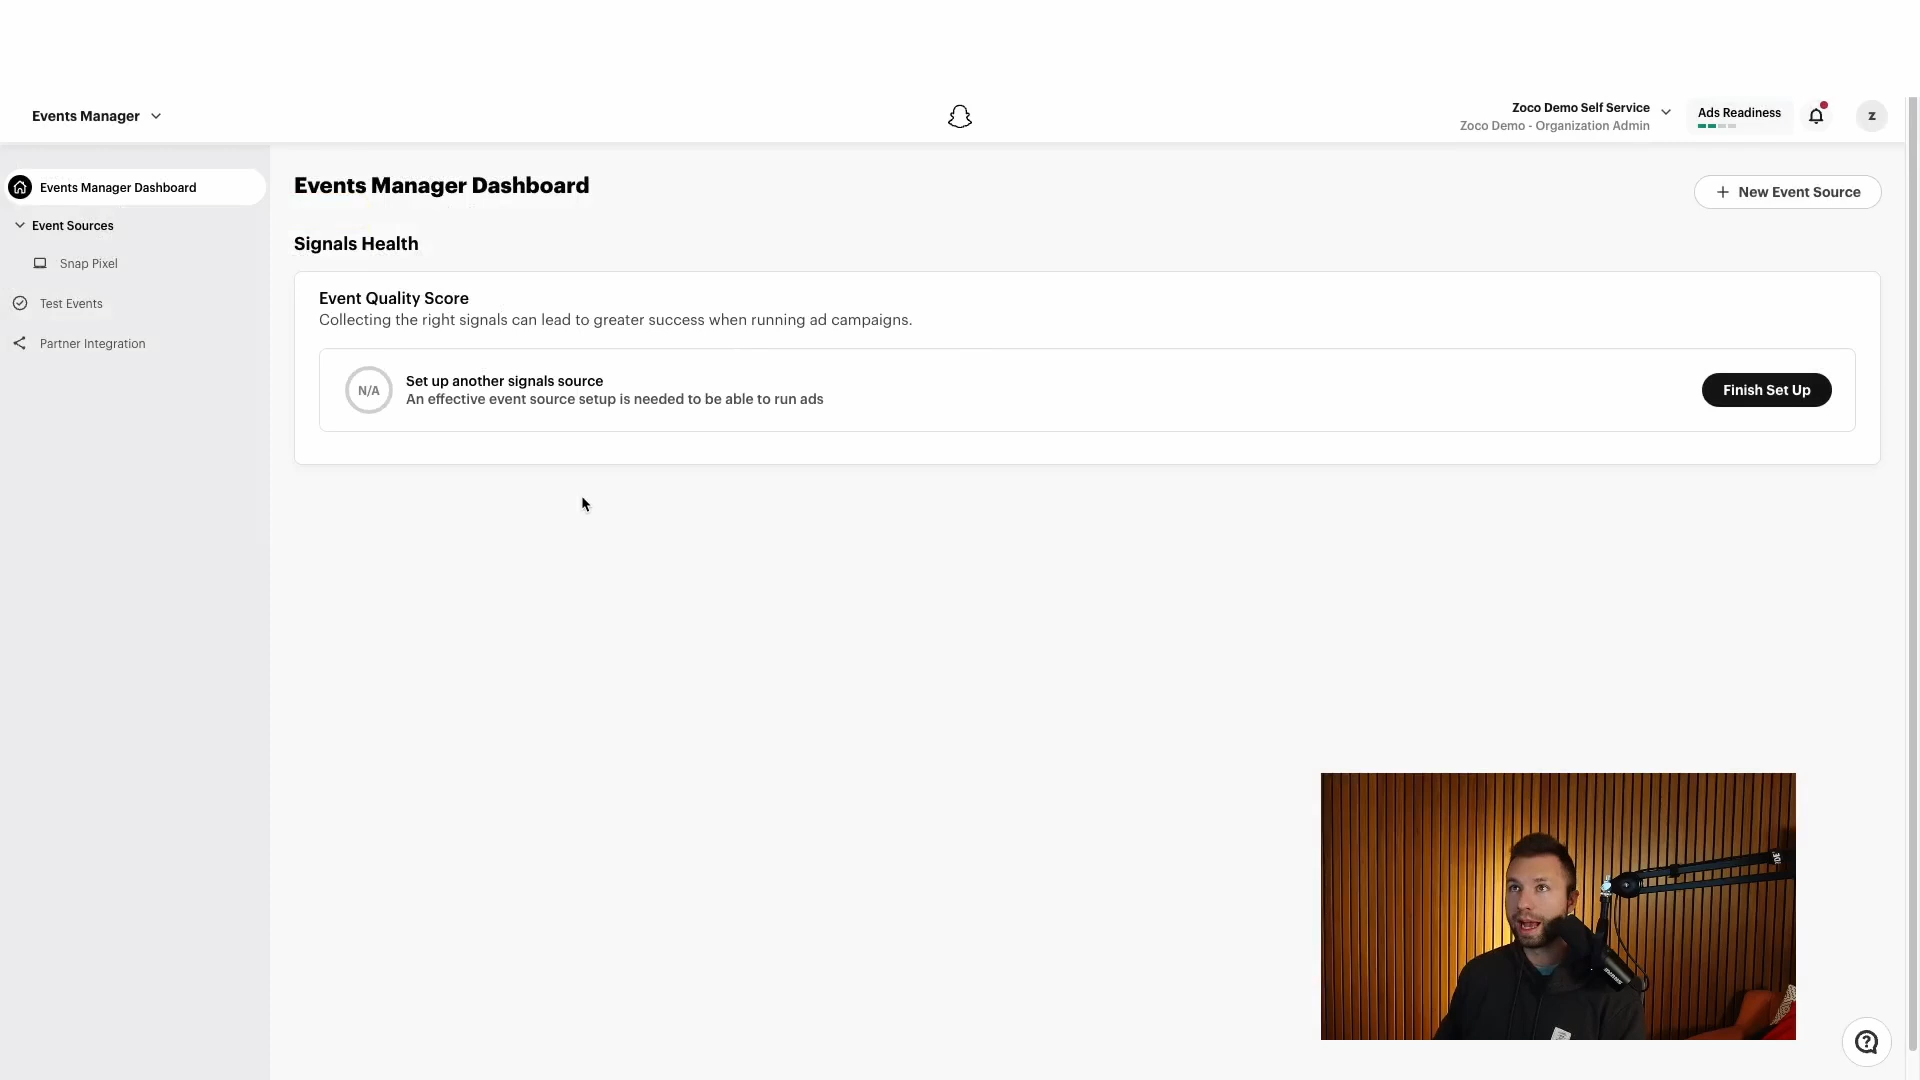 Events Manager
Zoco Demo Self Service
Zoco Demo - Organization Admin
Ads Readiness
Z
Events Manager Dashboard
Event Sources
Snap Pixel
Test Events
Partner Integration
Events Manager Dashboard
New Event Source
Signals Health
Event Quality Score
Collecting the right signals can lead to greater success when running ad campaigns.
N/A
Set up another signals source
An effective event source setup is needed to be able to run ads
Finish Set Up